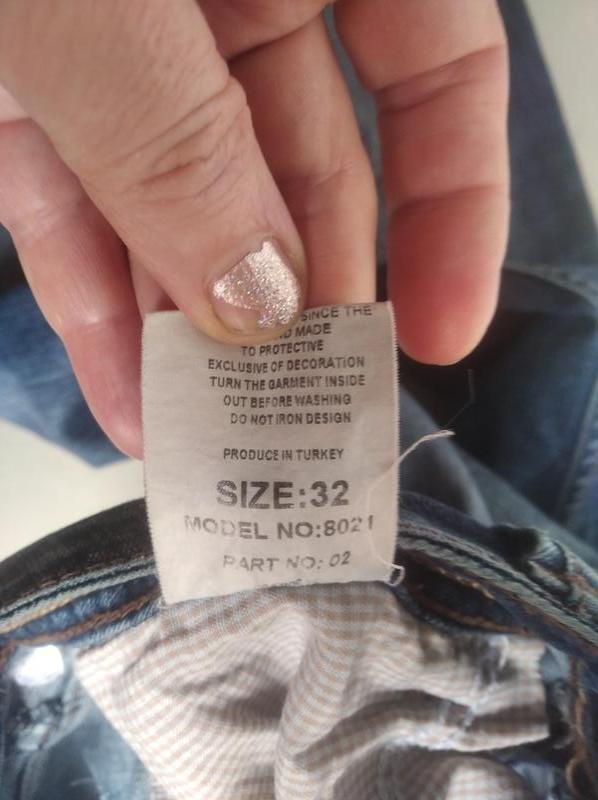 SINCE THE
MADE
TO PROTECTIVE
EXCLUSIVE OF DECORATION
TURN THE GARMENT INSIDE
OUT BEFORE WASHING
DO NOT IRON DESIGN
PRODUCE IN TURKEY
SIZE:32
MODEL NO:8021
PART NO: 02